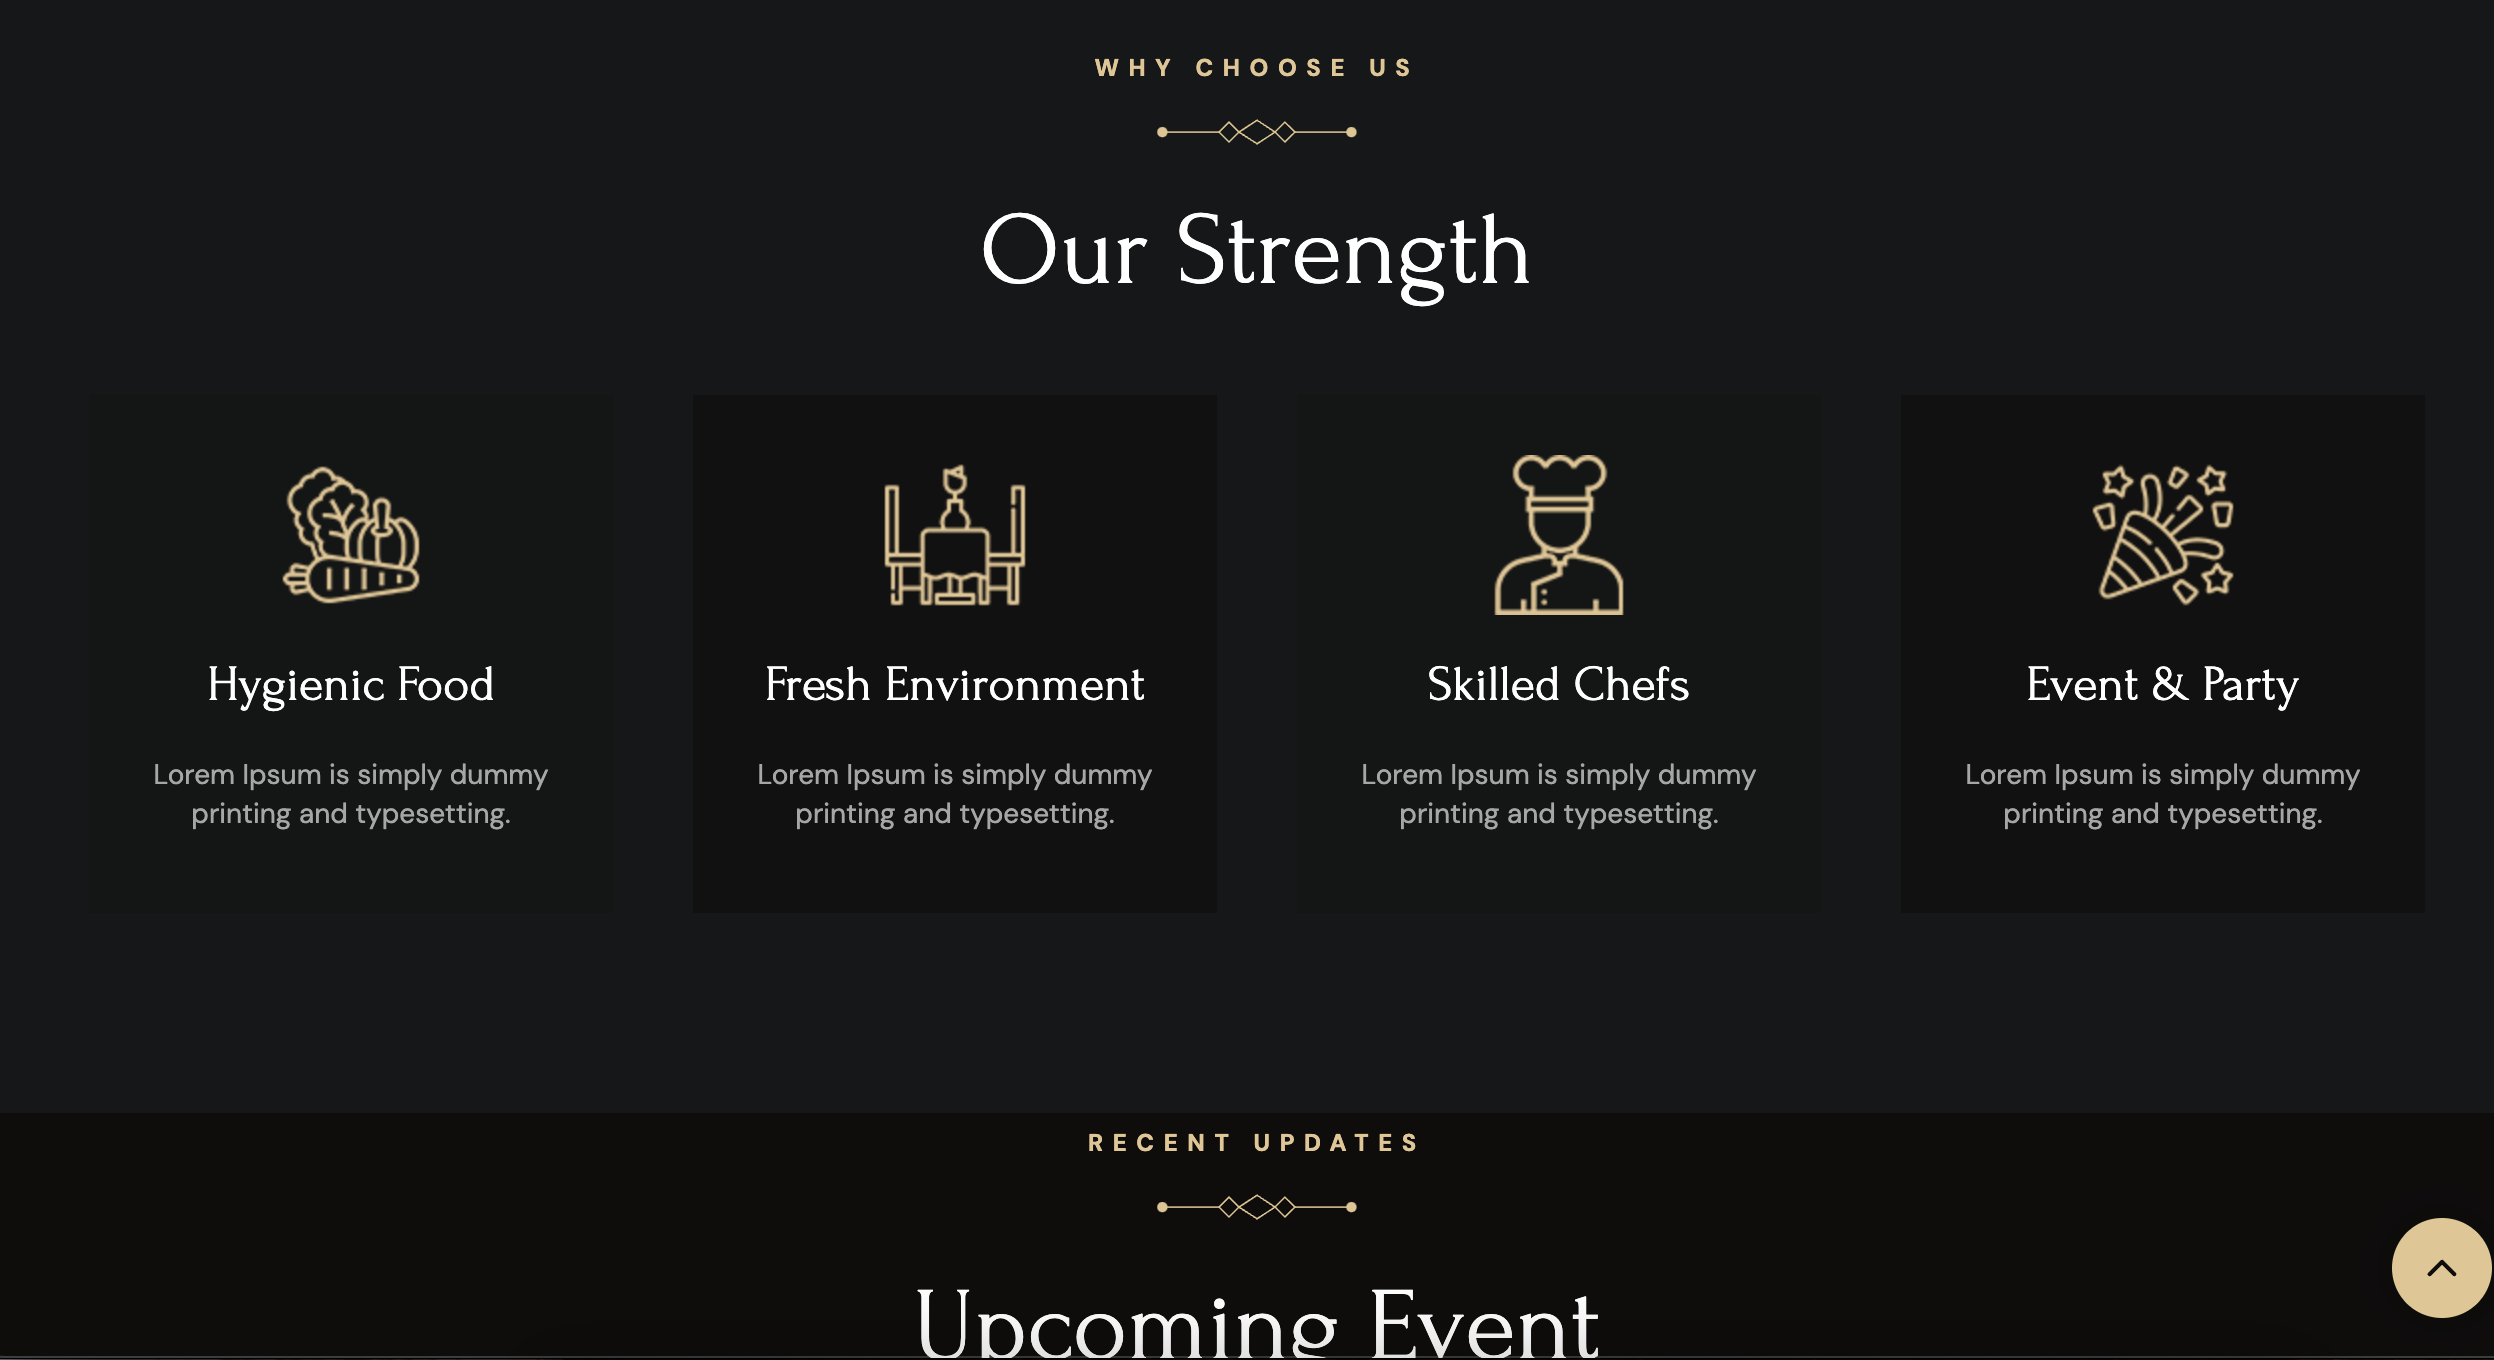 WHY CHOOSE US
Our Strength
Hygienic Food
Lorem Ipsum is simply dummy
printing and typesetting.
Fresh Environment
Lorem Ipsum is simply dummy
printing and typesetting.
Skilled Chefs
Lorem Ipsum is simply dummy
printing and typesetting.
Event & Party
Lorem Ipsum is simply dummy
printing and typesetting.
RECENT UPDATES
Upcoming Event